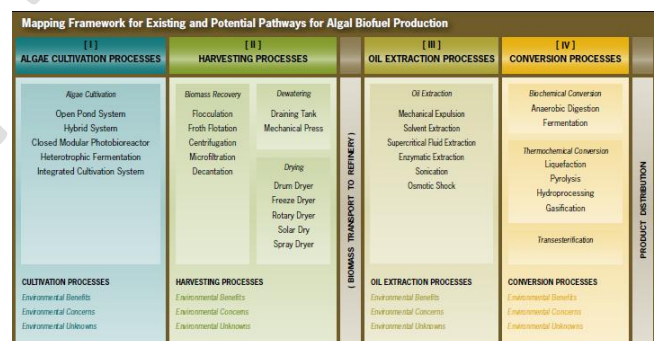 Mapping Framework for Existing and Potential Pathways for Algal Biofuel Production
[ I ]
ALGAE CULTIVATION PROCESSES
Algae Cultivation
Open Pond System
Hybrid System
Closed Modular Photobioreactor
Heterotrophic Fermentation
Integrated Cultivation System
CULTIVATION PROCESSES
Environmental Benefits
Environmental Concerns
Environmental Unknowns
[ II ]
HARVESTING PROCESSES
Biomass Recovery
Flocculation
Froth Flotation
Centrifugation
Microfiltration
Decantation
Dewatering
Draining Tank
Mechanical Press
Drying
Drum Dryer
Freeze Dryer
Rotary Dryer
Solar Dry
Spray Dryer
HARVESTING PROCESSES
Environmental Benefits
Environmental Concerns
Environmental Unknowns
( BIOMASS TRANSPORT TO REFINERY )
[ III ]
OIL EXTRACTION PROCESSES
Oil Extraction
Mechanical Expulsion
Solvent Extraction
Supercritical Fluid Extraction
Enzymatic Extraction
Sonication
Osmotic Shock
OIL EXTRACTION PROCESSES
Environmental Benefits
Environmental Concerns
Environmental Unknowns
[ IV ]
CONVERSION PROCESSES
Biochemical Conversion
Anaerobic Digestion
Fermentation
Thermochemical Conversion
Liquefaction
Pyrolysis
Hydroprocessing
Gasification
Transesterification
CONVERSION PROCESSES
Environmental Benefits
Environmental Concerns
Environmental Unknowns
PRODUCT DISTRIBUTION